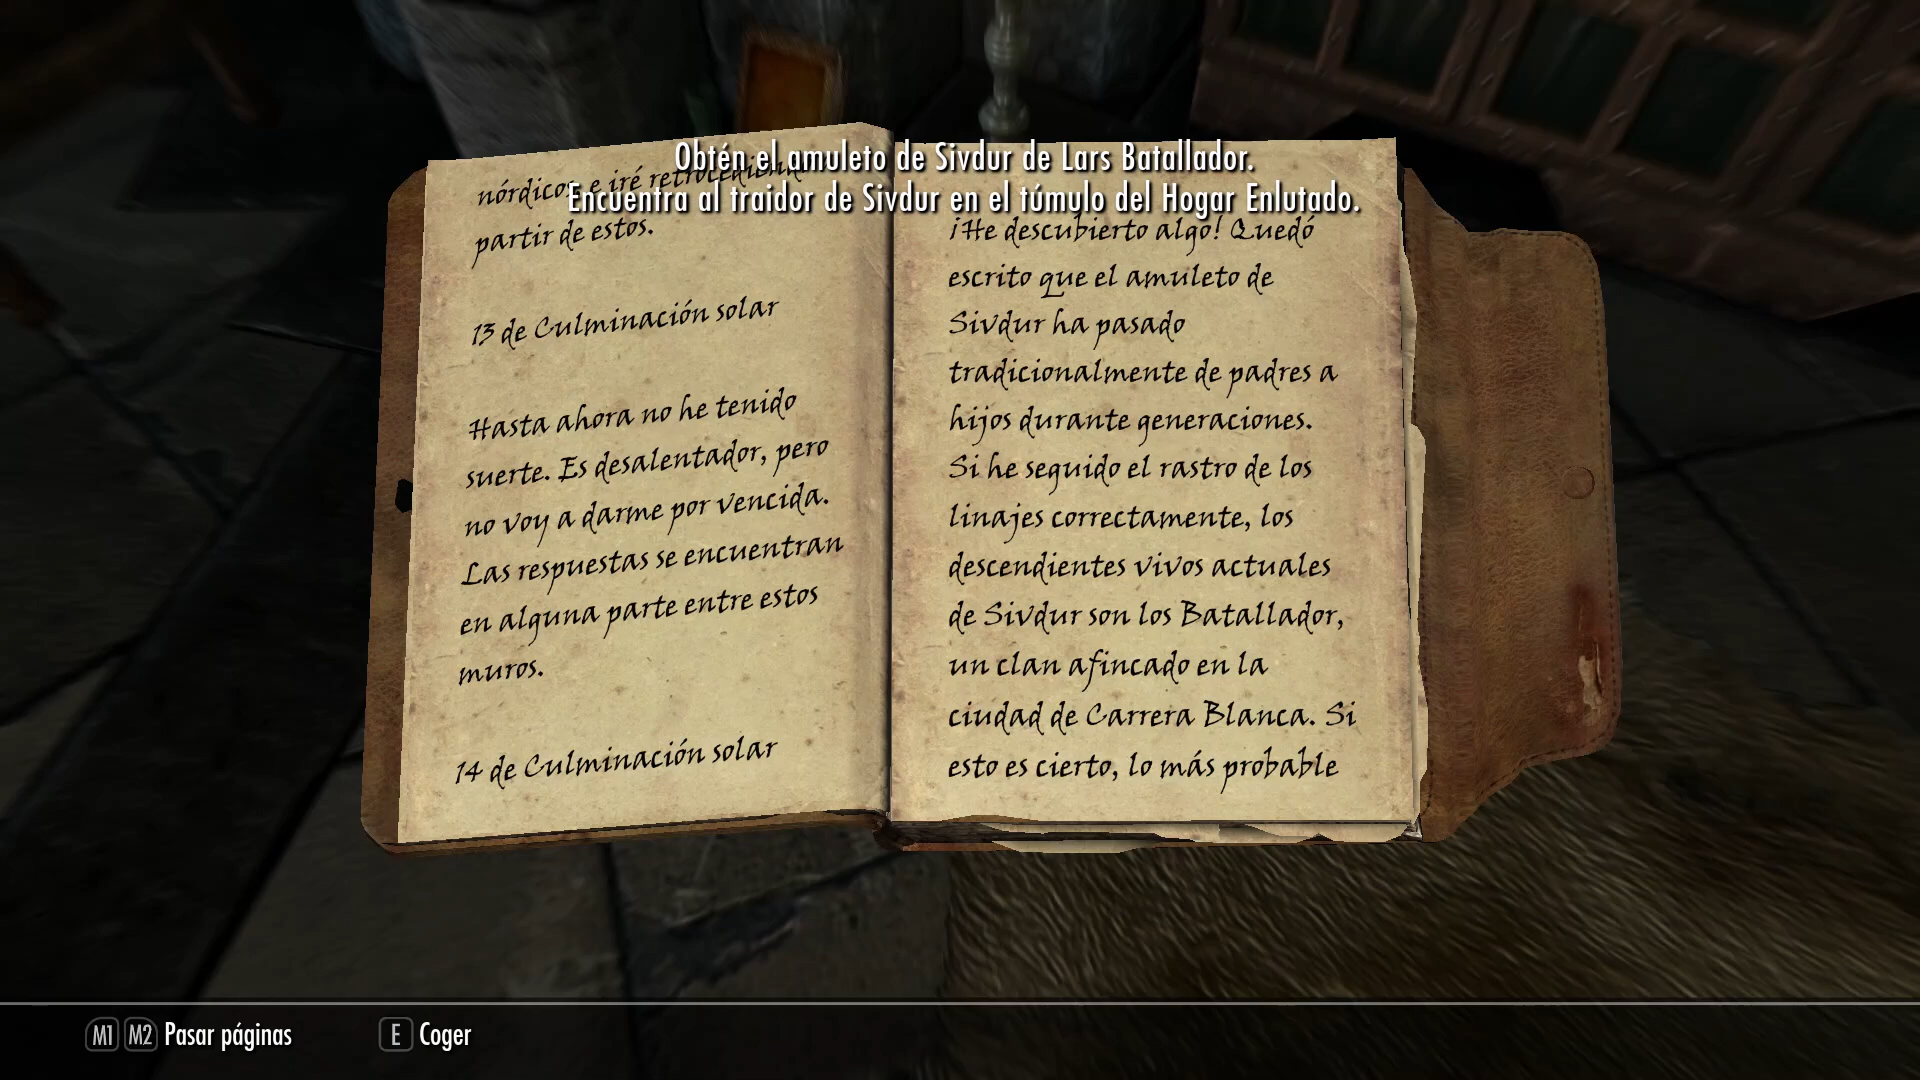 Obtén el amuleto de Sivdur de Lars Batallador.
Encuentra al traidor de Sivdur en el túmulo del Hogar Enlutado.
nórdicos e iré retrocediendo
partir de estos.
13 de Culminación solar
Hasta ahora no he tenido
suerte. Es desalentador, pero
no voy a darme por vencida.
Las respuestas se encuentran
en alguna parte entre estos
muros.
14 de Culminación solar
¡He descubierto algo! Quedó
escrito que el amuleto de
Sivdur ha pasado
tradicionalmente de padres a
hijos durante generaciones.
Si he seguido el rastro de los
linajes correctamente, los
descendientes vivos actuales
de Sivdur son los Batallador,
un clan afincado en la
ciudad de Carrera Blanca. Si
esto es cierto, lo más probable
M1 M2 Pasar páginas
E Coger